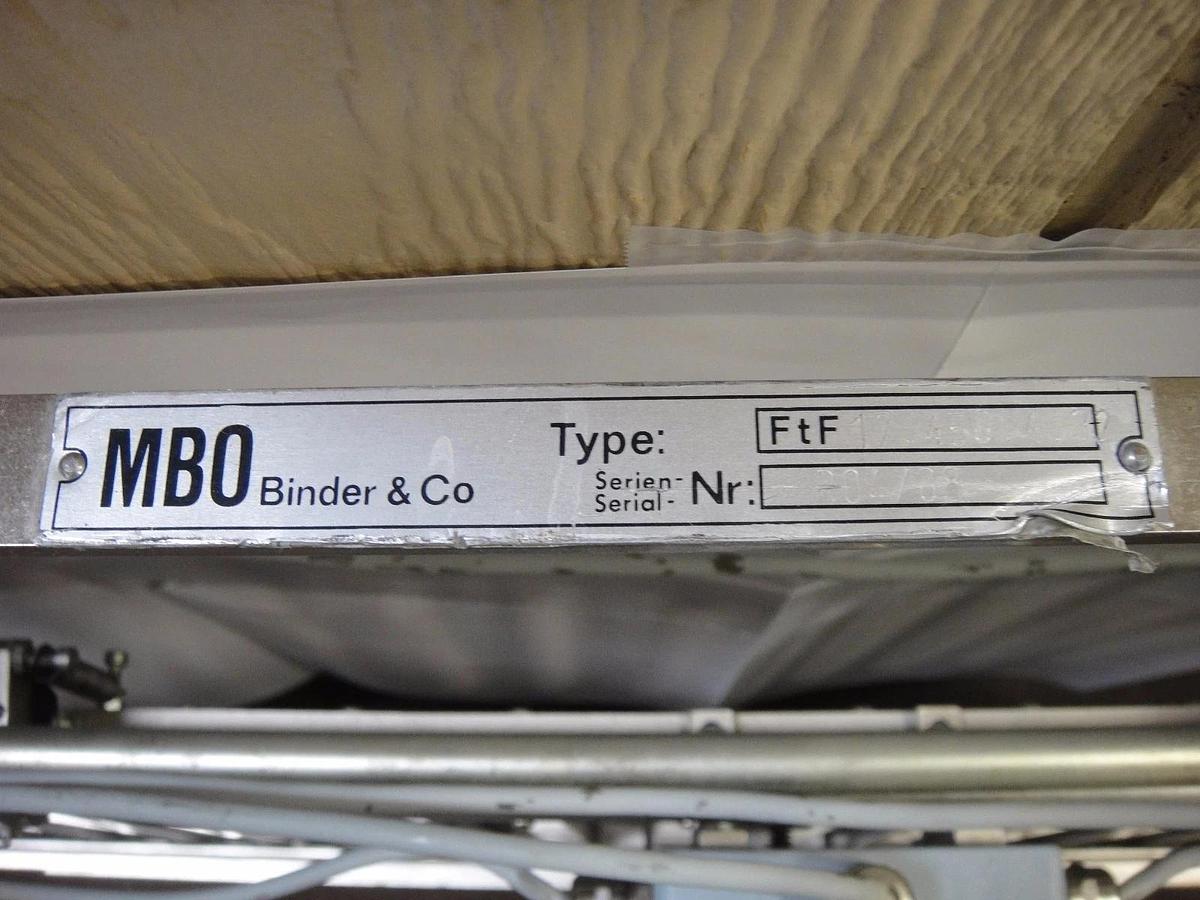 MBO Binder & Co
Type: FtF
Serien-
Serial- Nr: